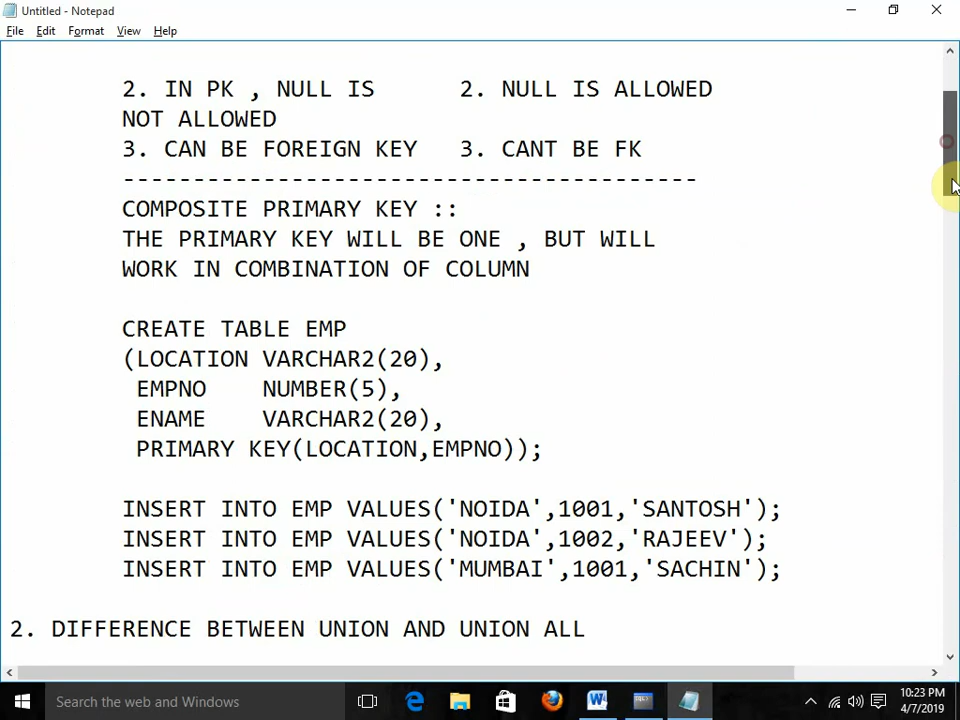 Untitled - Notepad
File Edit Format View Help
2. IN PK , NULL IS 2. NULL IS ALLOWED
NOT ALLOWED
3. CAN BE FOREIGN KEY 3. CANT BE FK
-----------------------------------------
COMPOSITE PRIMARY KEY ::
THE PRIMARY KEY WILL BE ONE , BUT WILL
WORK IN COMBINATION OF COLUMN
CREATE TABLE EMP
(LOCATION VARCHAR2(20),
EMPNO NUMBER(5),
ENAME VARCHAR2(20),
PRIMARY KEY(LOCATION,EMPNO));
INSERT INTO EMP VALUES('NOIDA',1001,'SANTOSH');
INSERT INTO EMP VALUES('NOIDA',1002,'RAJEEV');
INSERT INTO EMP VALUES('MUMBAI',1001,'SACHIN');
2. DIFFERENCE BETWEEN UNION AND UNION ALL
Search the web and Windows
10:23 PM
4/7/2019